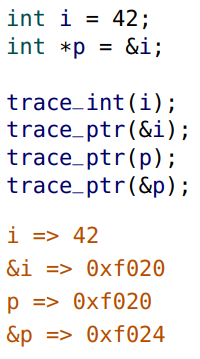 int i = 42;
int *p = &i;
trace_int(i);
trace_ptr(&i);
trace_ptr(p);
trace_ptr(&p);
i => 42
&i => 0xf020
p => 0xf020
&p => 0xf024